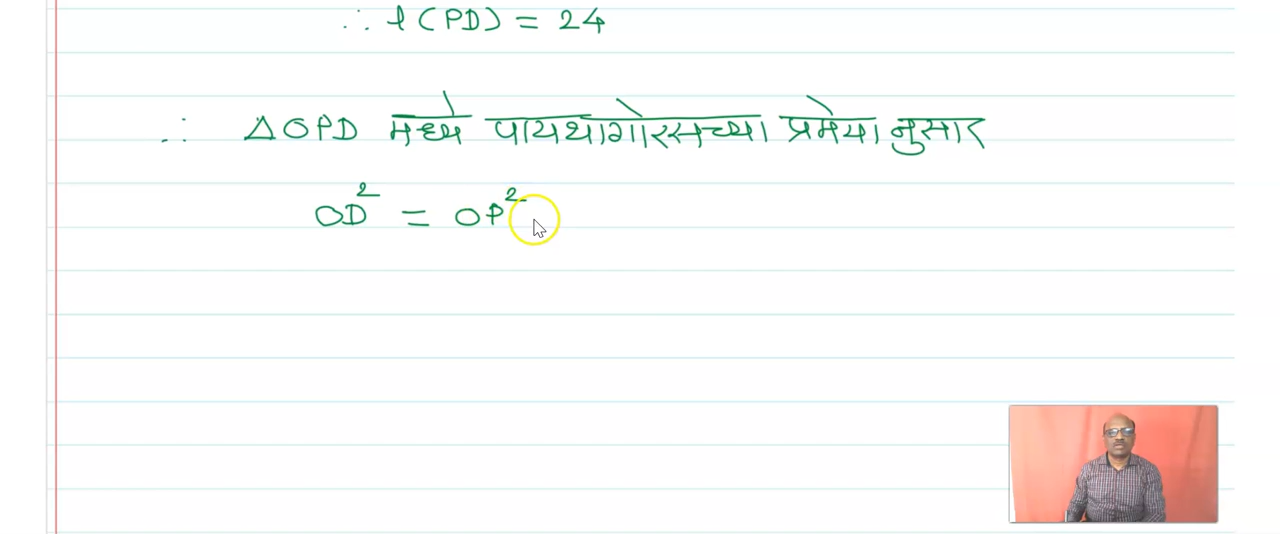 ∴ l (PD) = 24
∴ △OPD मध्ये पायथागोरसच्या प्रमेयानुसार
OD² = OP²